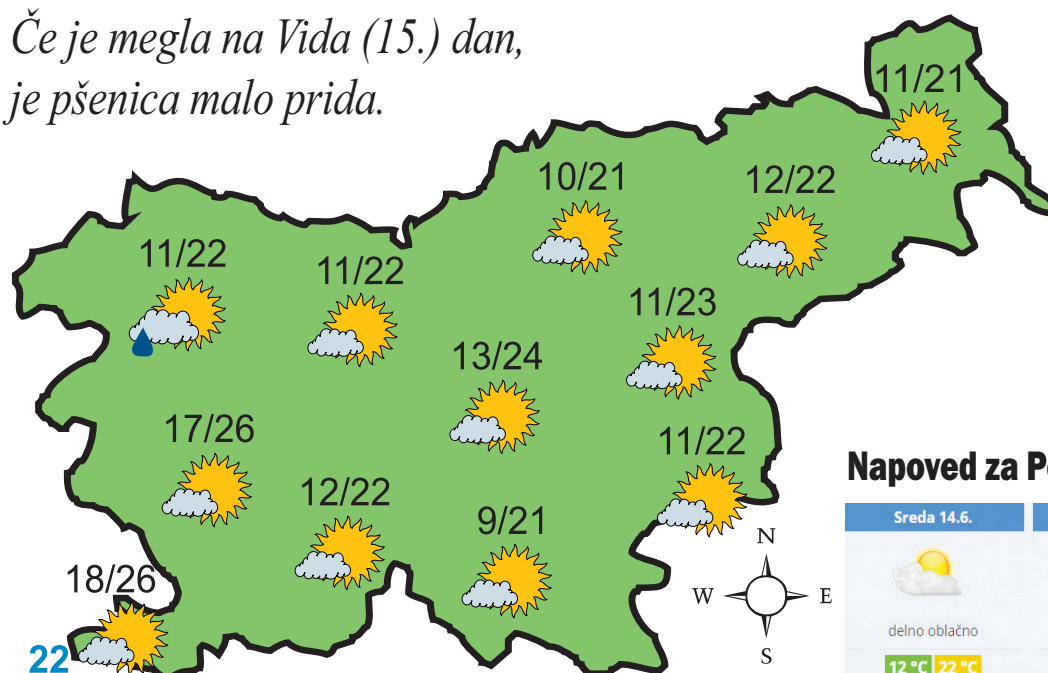 Če je megla na Vida (15.) dan,
je pšenica malo prida.
11/21
10/21
12/22
11/22
11/22
11/23
13/24
17/26
11/22
12/22
9/21
18/26
22
N
W
E
S
Napoved za
Sreda 14.6.
delno oblačno
12 °C 22 °C